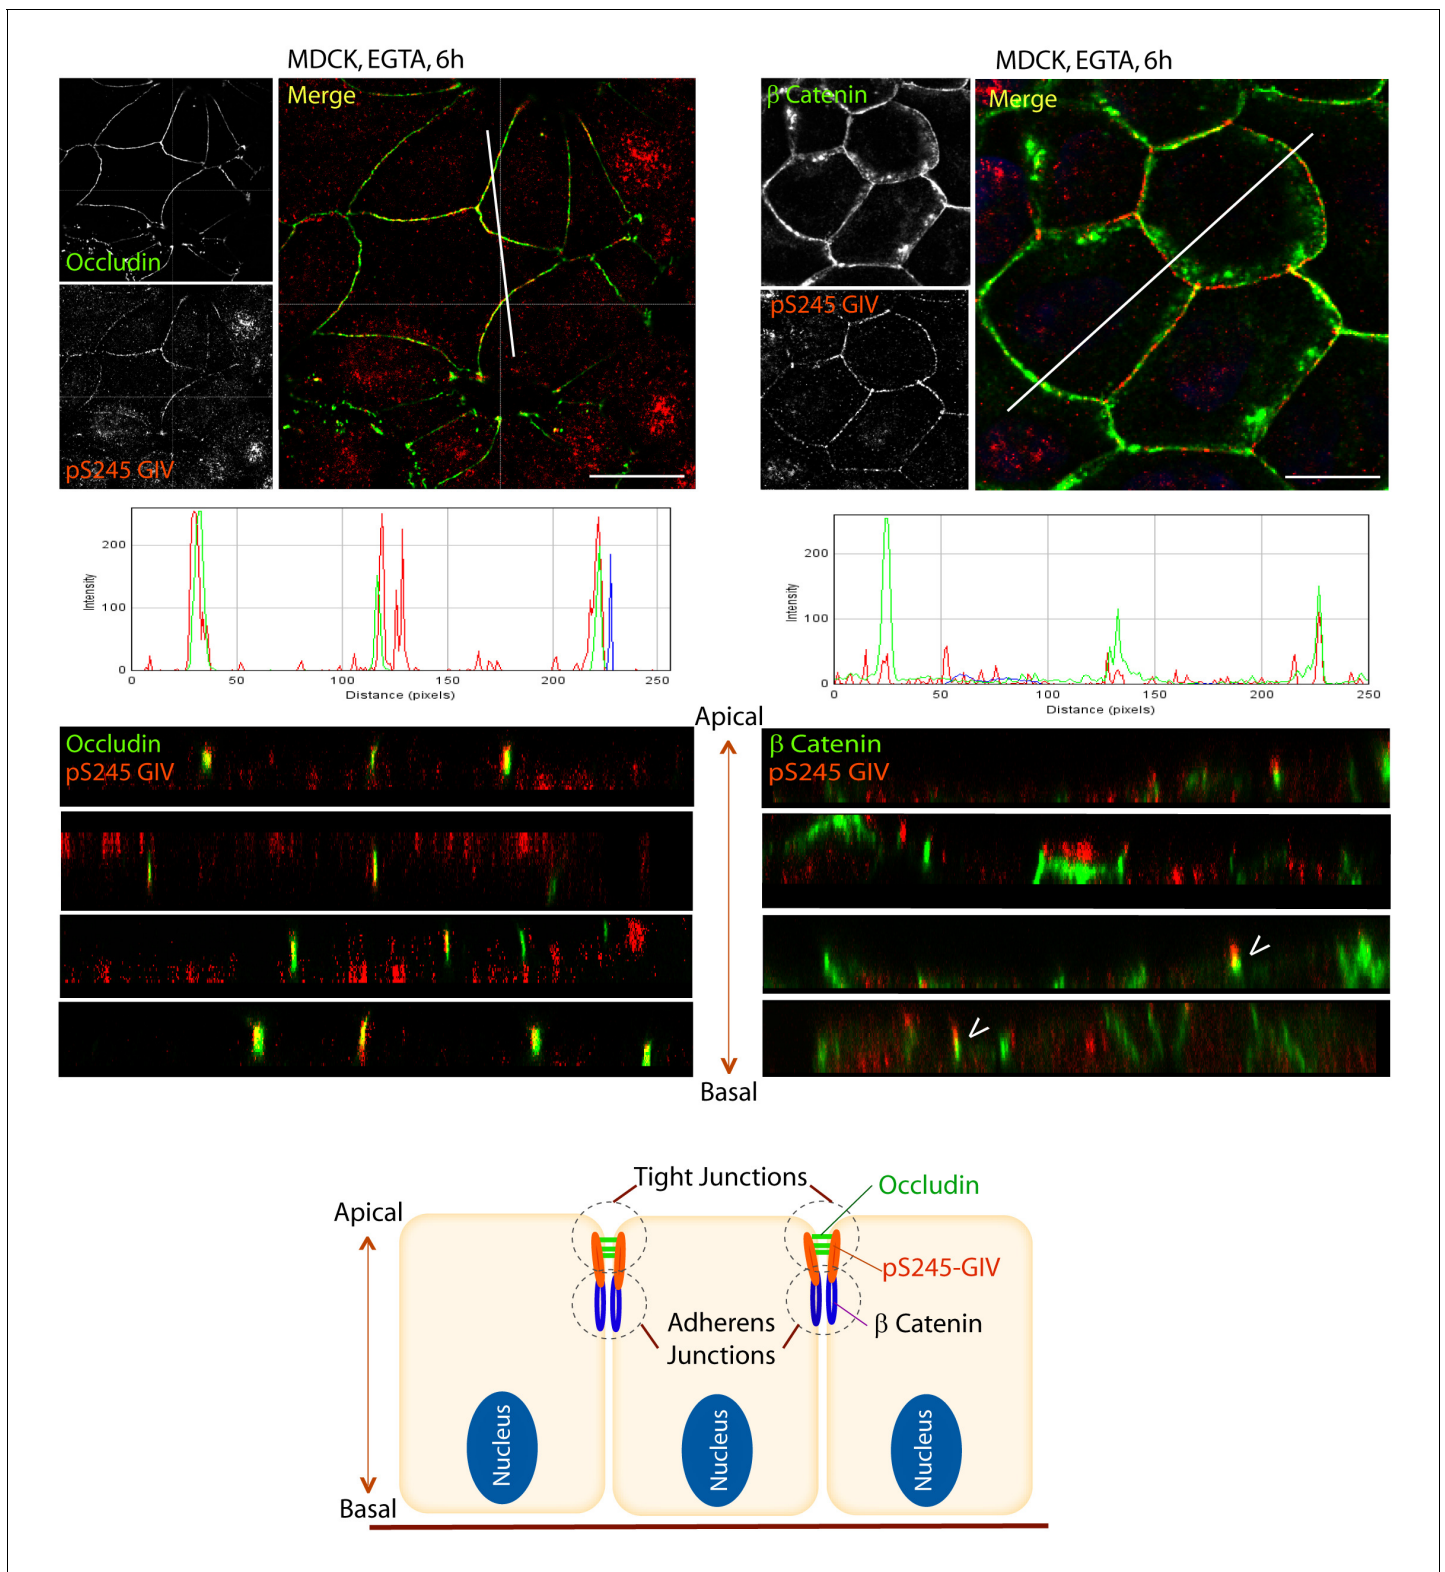 MDCK, EGTA, 6h
Merge
Occludin
pS245 GIV
200
100
0
Intensity
0
50
100
150
200
250
Distance (pixels)
MDCK, EGTA, 6h
β Catenin
Merge
pS245 GIV
200
100
0
Intensity
0
50
100
150
200
250
Distance (pixels)
Apical
Basal
Occludin
pS245 GIV
β Catenin
pS245 GIV
Tight Junctions
Occludin
Apical
pS245-GIV
Adherens
Junctions
β Catenin
Nucleus
Nucleus
Nucleus
Basal